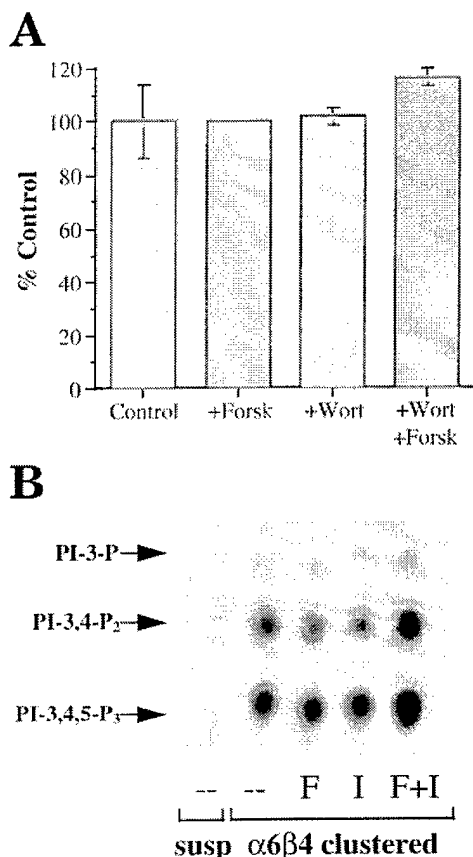 A
120
100
80
60
40
20
0
% Control
Control
+Forsk
+Wort
+Wort
+Forsk
B
PI-3-P
PI-3,4-P₂
PI-3,4,5-P₃
-- -- F I F+I
susp α6β4 clustered